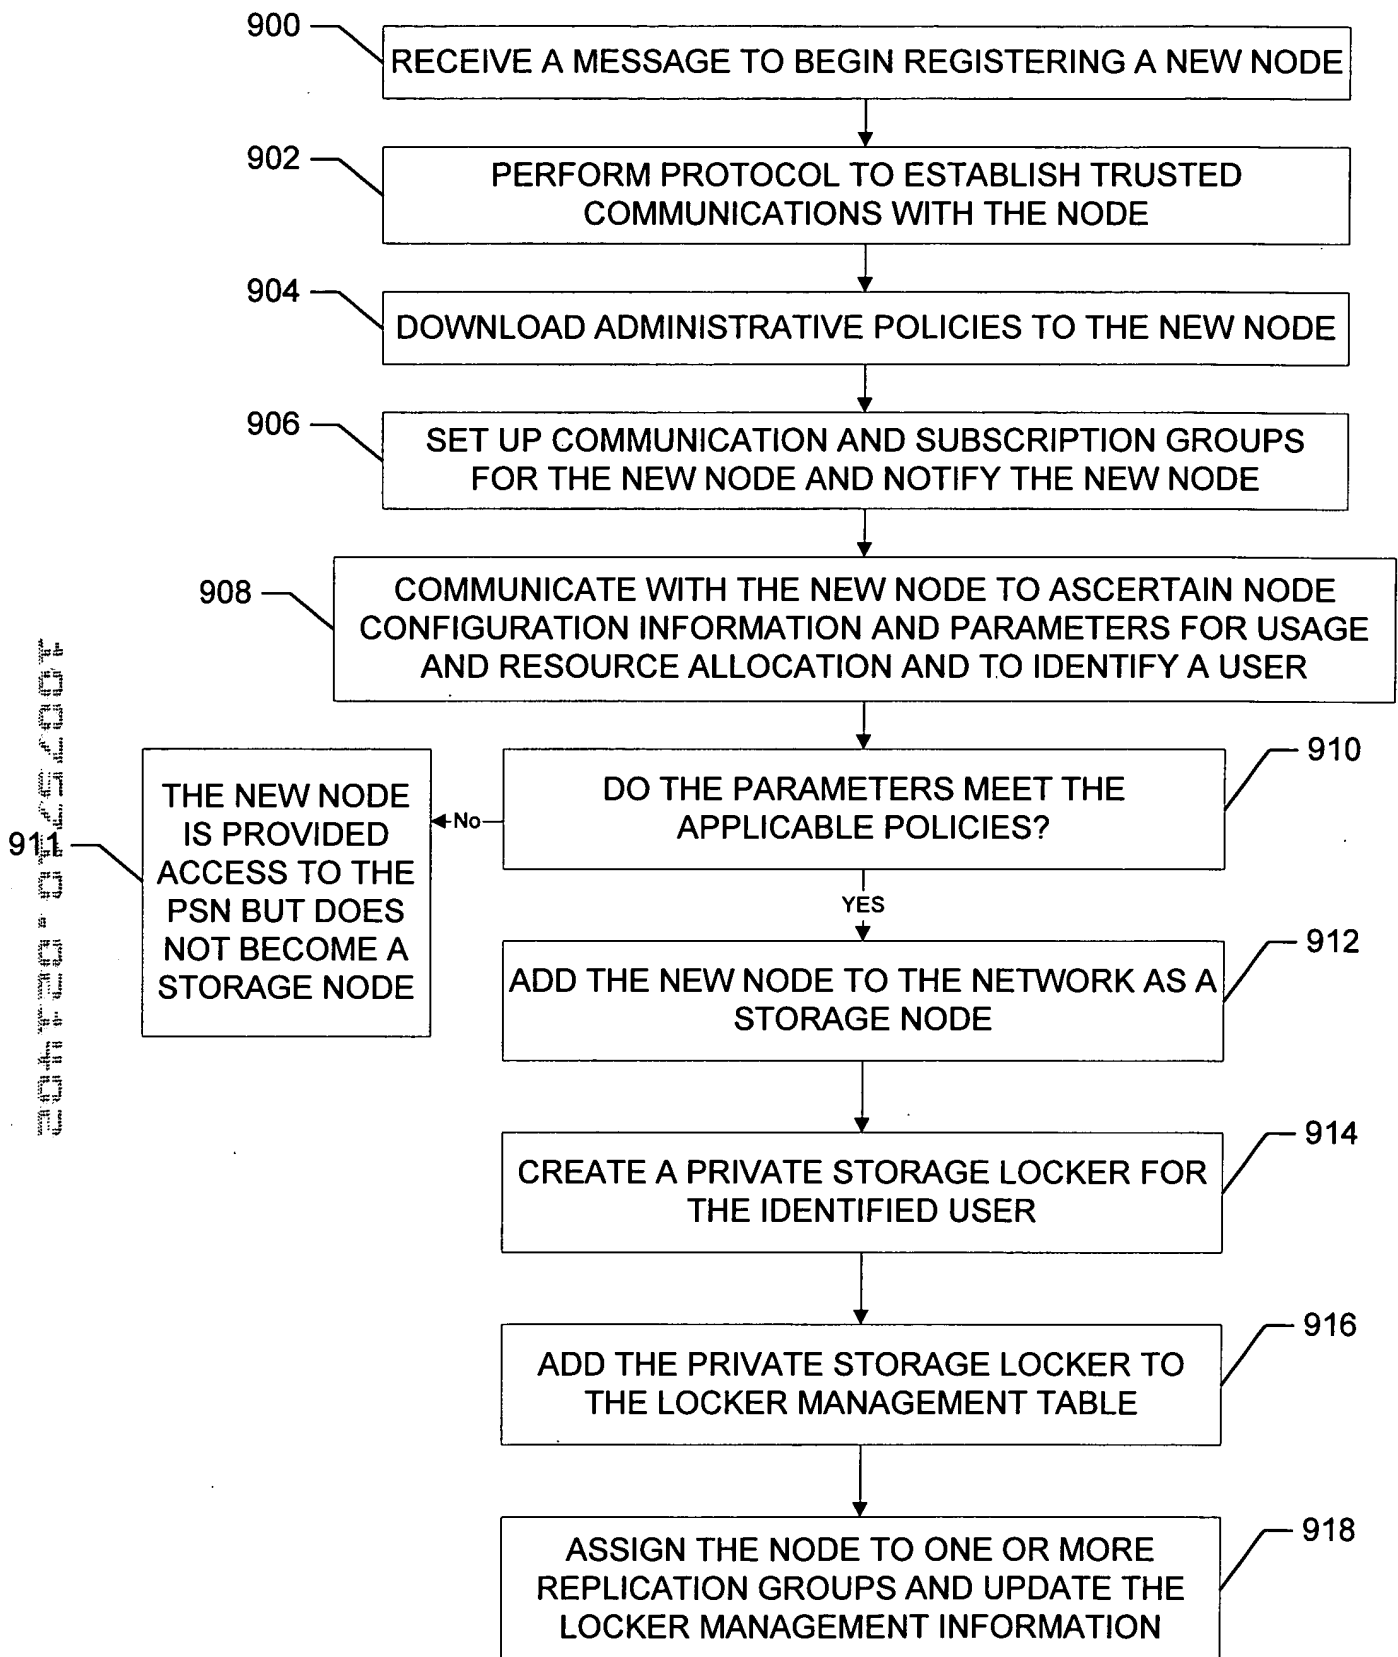 900
RECEIVE A MESSAGE TO BEGIN REGISTERING A NEW NODE
902
PERFORM PROTOCOL TO ESTABLISH TRUSTED
COMMUNICATIONS WITH THE NODE
904
DOWNLOAD ADMINISTRATIVE POLICIES TO THE NEW NODE
906
SET UP COMMUNICATION AND SUBSCRIPTION GROUPS
FOR THE NEW NODE AND NOTIFY THE NEW NODE
908
COMMUNICATE WITH THE NEW NODE TO ASCERTAIN NODE
CONFIGURATION INFORMATION AND PARAMETERS FOR USAGE
AND RESOURCE ALLOCATION AND TO IDENTIFY A USER
910
DO THE PARAMETERS MEET THE
APPLICABLE POLICIES?
No
911
THE NEW NODE
IS PROVIDED
ACCESS TO THE
PSN BUT DOES
NOT BECOME A
STORAGE NODE
YES
912
ADD THE NEW NODE TO THE NETWORK AS A
STORAGE NODE
914
CREATE A PRIVATE STORAGE LOCKER FOR
THE IDENTIFIED USER
916
ADD THE PRIVATE STORAGE LOCKER TO
THE LOCKER MANAGEMENT TABLE
918
ASSIGN THE NODE TO ONE OR MORE
REPLICATION GROUPS AND UPDATE THE
LOCKER MANAGEMENT INFORMATION